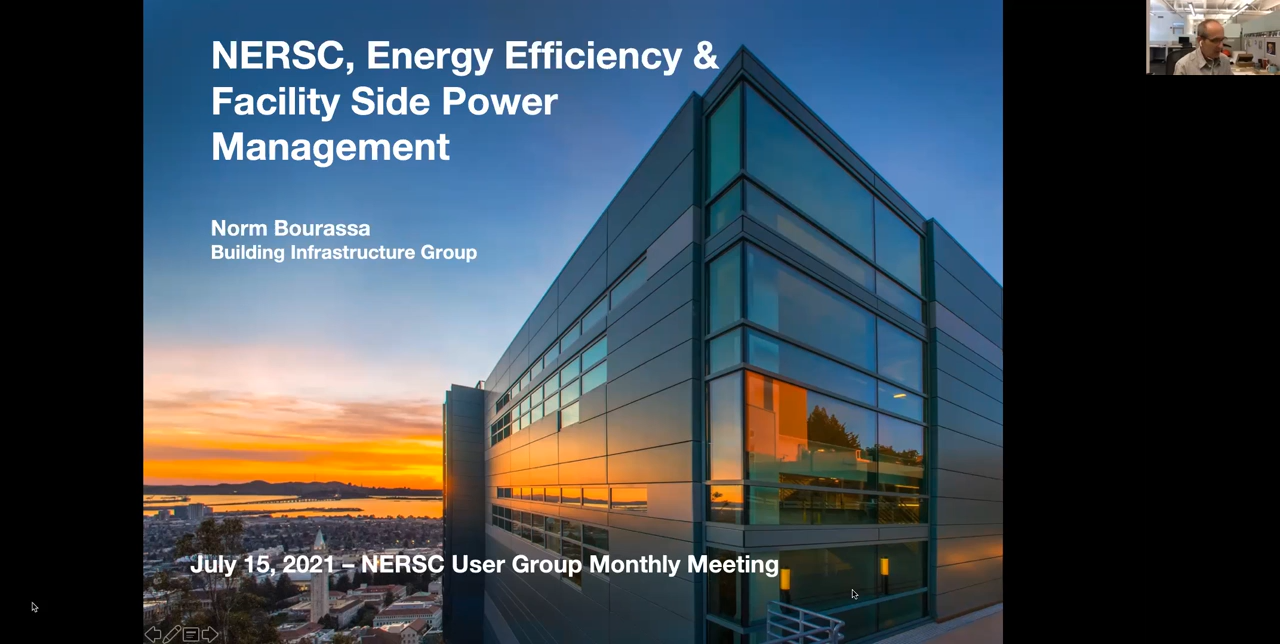 NERSC, Energy Efficiency &
Facility Side Power
Management
Norm Bourassa
Building Infrastructure Group
July 15, 2021 – NERSC User Group Monthly Meeting